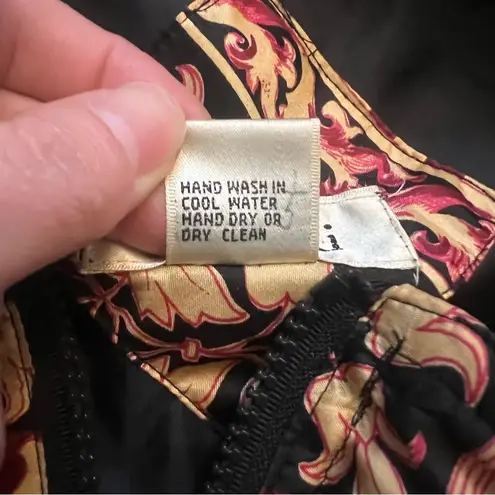 HAND WASH IN
COOL WATER
HAND DRY OR
DRY CLEAN